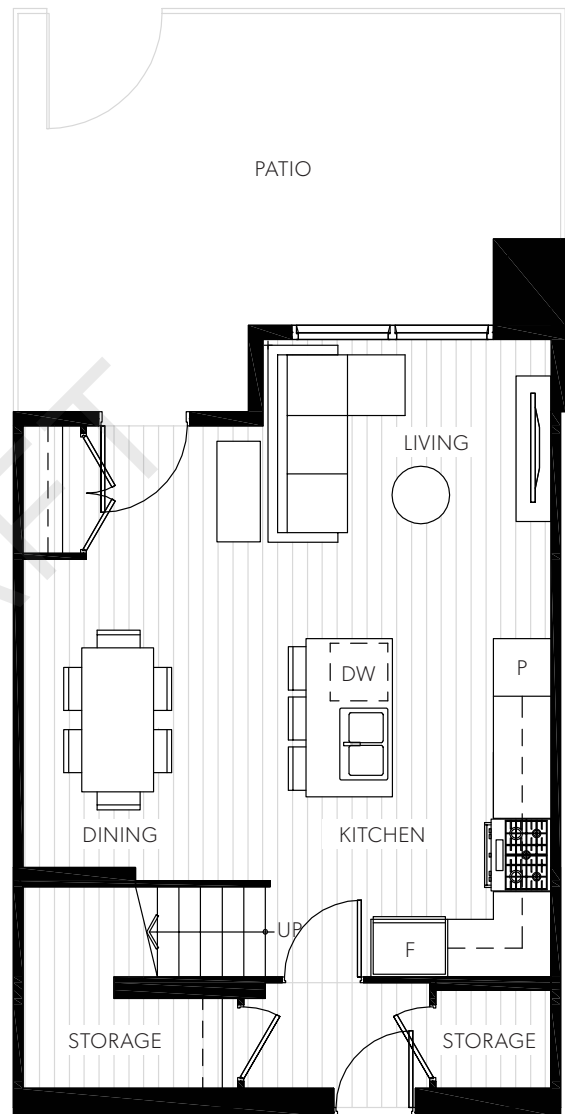 PATIO
LIVING
DW
P
DINING
KITCHEN
UP
F
STORAGE
STORAGE